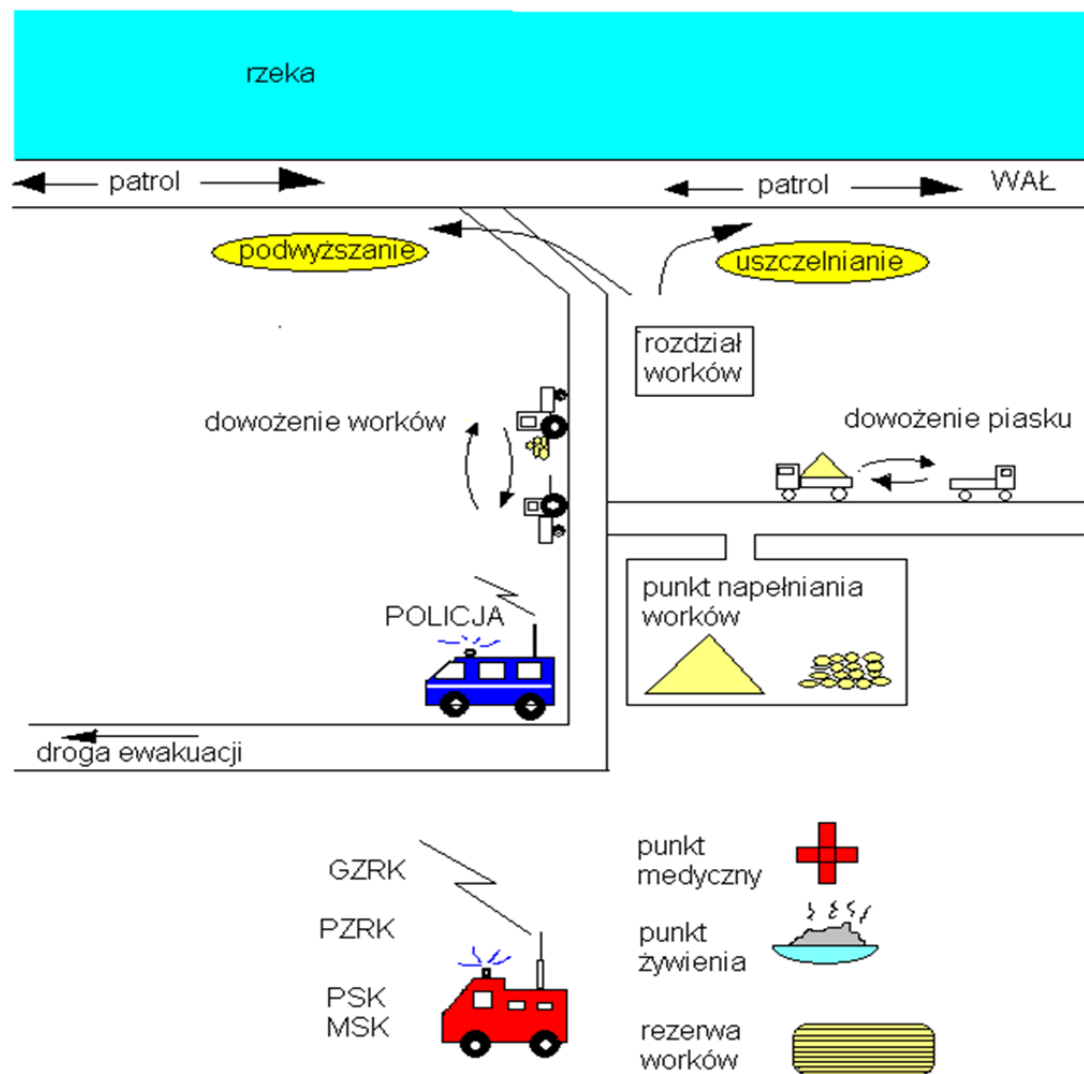 rzeka
patrol
patrol
WAŁ
podwyższanie
uszczelnianie
rozdział
worków
dowożenie worków
dowożenie piasku
punkt napełniania
worków
POLICJA
droga ewakuacji
GZRK
PZRK
PSK
MSK
punkt
medyczny
punkt
żywienia
rezerwa
worków